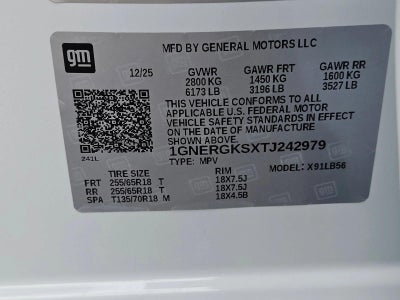 gm
MFD BY GENERAL MOTORS LLC
12/25 GVWR GAWR FRT GAWR RR
2800 KG 1450 KG 1600 KG
6173 LB 3196 LB 3527 LB
THIS VEHICLE CONFORMS TO ALL
APPLICABLE U.S. FEDERAL MOTOR
VEHICLE SAFETY STANDARDS IN EFFECT
ON THE DATE OF MANUFACTURE SHOWN ABOVE.
241L 1GNERGKSXTJ242979
TYPE: MPV MODEL: X91LB56
TIRE SIZE RIM
FRT 255/65R18 T 18X7.5J
RR 255/65R18 T 18X7.5J
SPA T135/70R18 M 18X4.5B